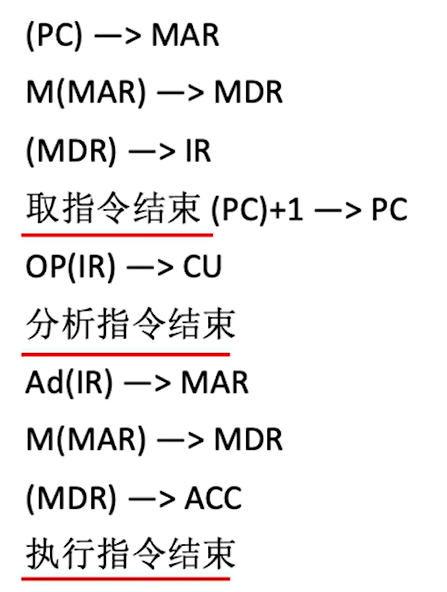 (PC) —> MAR
M(MAR) —> MDR
(MDR) —> IR
取指令结束 (PC)+1 —> PC
OP(IR) —> CU
分析指令结束
Ad(IR) —> MAR
M(MAR) —> MDR
(MDR) —> ACC
执行指令结束